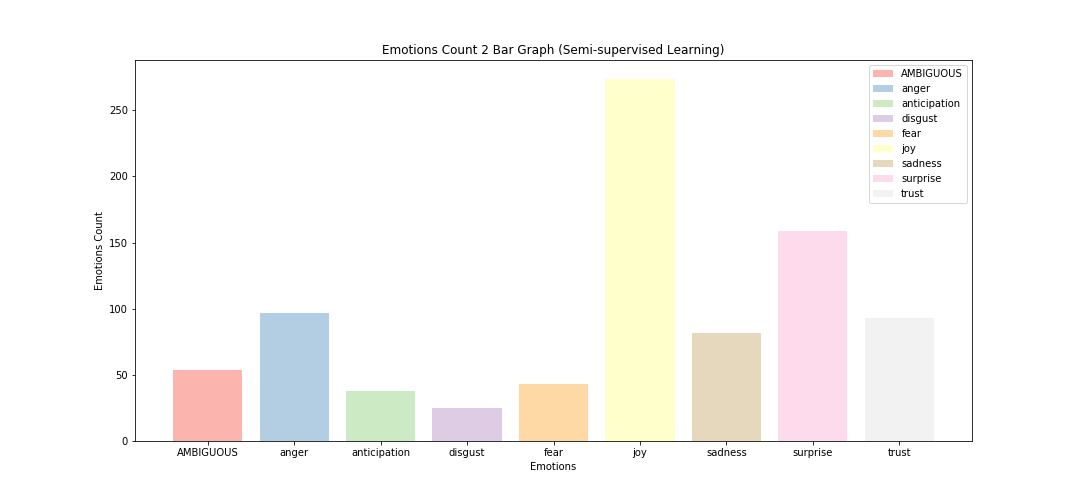 Emotions Count 2 Bar Graph (Semi-supervised Learning)
AMBIGUOUS
anger
anticipation
disgust
fear
joy
sadness
surprise
trust
Emotions Count
250
200
150
100
50
0
AMBIGUOUS anger anticipation disgust fear joy sadness surprise trust
Emotions